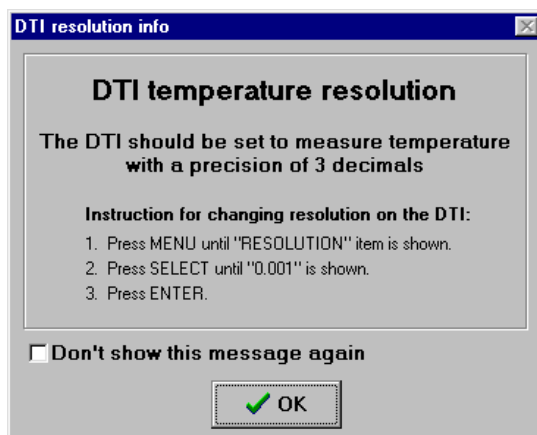 DTI resolution info
DTI temperature resolution
The DTI should be set to measure temperature
with a precision of 3 decimals
Instruction for changing resolution on the DTI:
1. Press MENU until "RESOLUTION" item is shown.
2. Press SELECT until "0.001" is shown.
3. Press ENTER.
Don't show this message again
OK